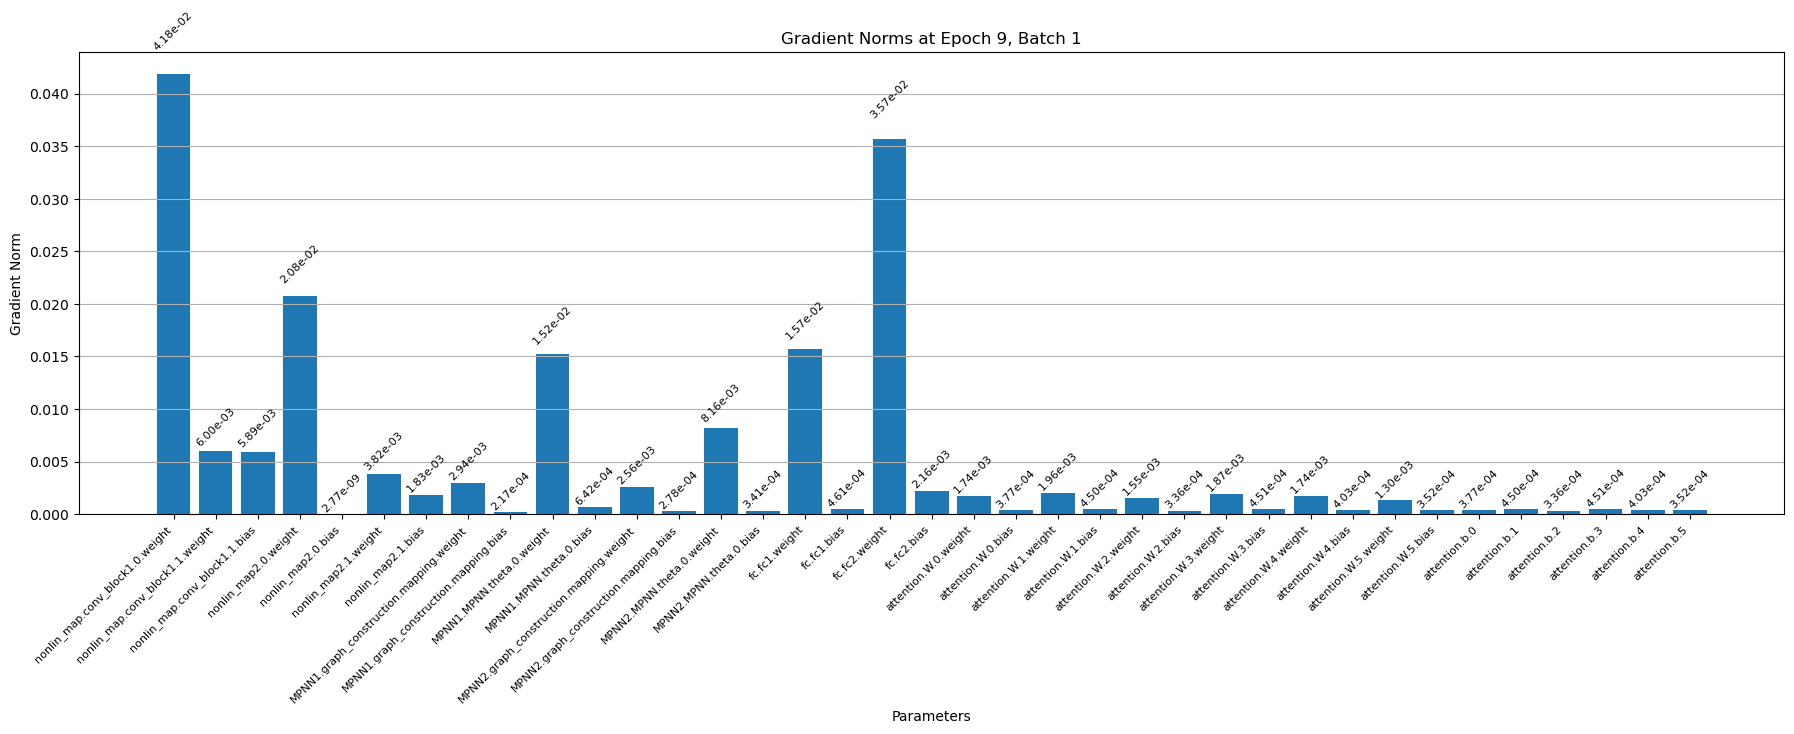 Gradient Norms at Epoch 9, Batch 1
Gradient Norm
0.040
0.035
0.030
0.025
0.020
0.015
0.010
0.005
0.000
4.18e-02
6.00e-03
5.89e-03
2.08e-02
2.77e-09
3.82e-03
1.83e-03
2.94e-03
2.17e-04
1.52e-02
6.42e-04
2.56e-03
2.78e-04
8.16e-03
3.41e-04
1.57e-02
4.61e-04
3.57e-02
2.16e-03
1.74e-03
3.77e-04
1.96e-03
4.50e-04
1.55e-03
3.36e-04
1.87e-03
4.51e-04
1.74e-03
4.03e-04
1.30e-03
3.52e-04
3.77e-04
4.50e-04
3.36e-04
4.51e-04
4.03e-04
3.52e-04
nonlin_map.conv_block1.0.weight
nonlin_map.conv_block1.1.weight
nonlin_map.conv_block1.1.bias
nonlin_map2.0.weight
nonlin_map2.0.bias
nonlin_map2.1.weight
nonlin_map2.1.bias
MPNN1.graph_construction.mapping.weight
MPNN1.graph_construction.mapping.bias
MPNN1.MPNN.theta.0.weight
MPNN1.MPNN.theta.0.bias
MPNN2.graph_construction.mapping.weight
MPNN2.graph_construction.mapping.bias
MPNN2.MPNN.theta.0.weight
MPNN2.MPNN.theta.0.bias
fc.fc1.weight
fc.fc1.bias
fc.fc2.weight
fc.fc2.bias
attention.W.0.weight
attention.W.0.bias
attention.W.1.weight
attention.W.1.bias
attention.W.2.weight
attention.W.2.bias
attention.W.3.weight
attention.W.3.bias
attention.W.4.weight
attention.W.4.bias
attention.W.5.weight
attention.W.5.bias
attention.b.0
attention.b.1
attention.b.2
attention.b.3
attention.b.4
attention.b.5
Parameters